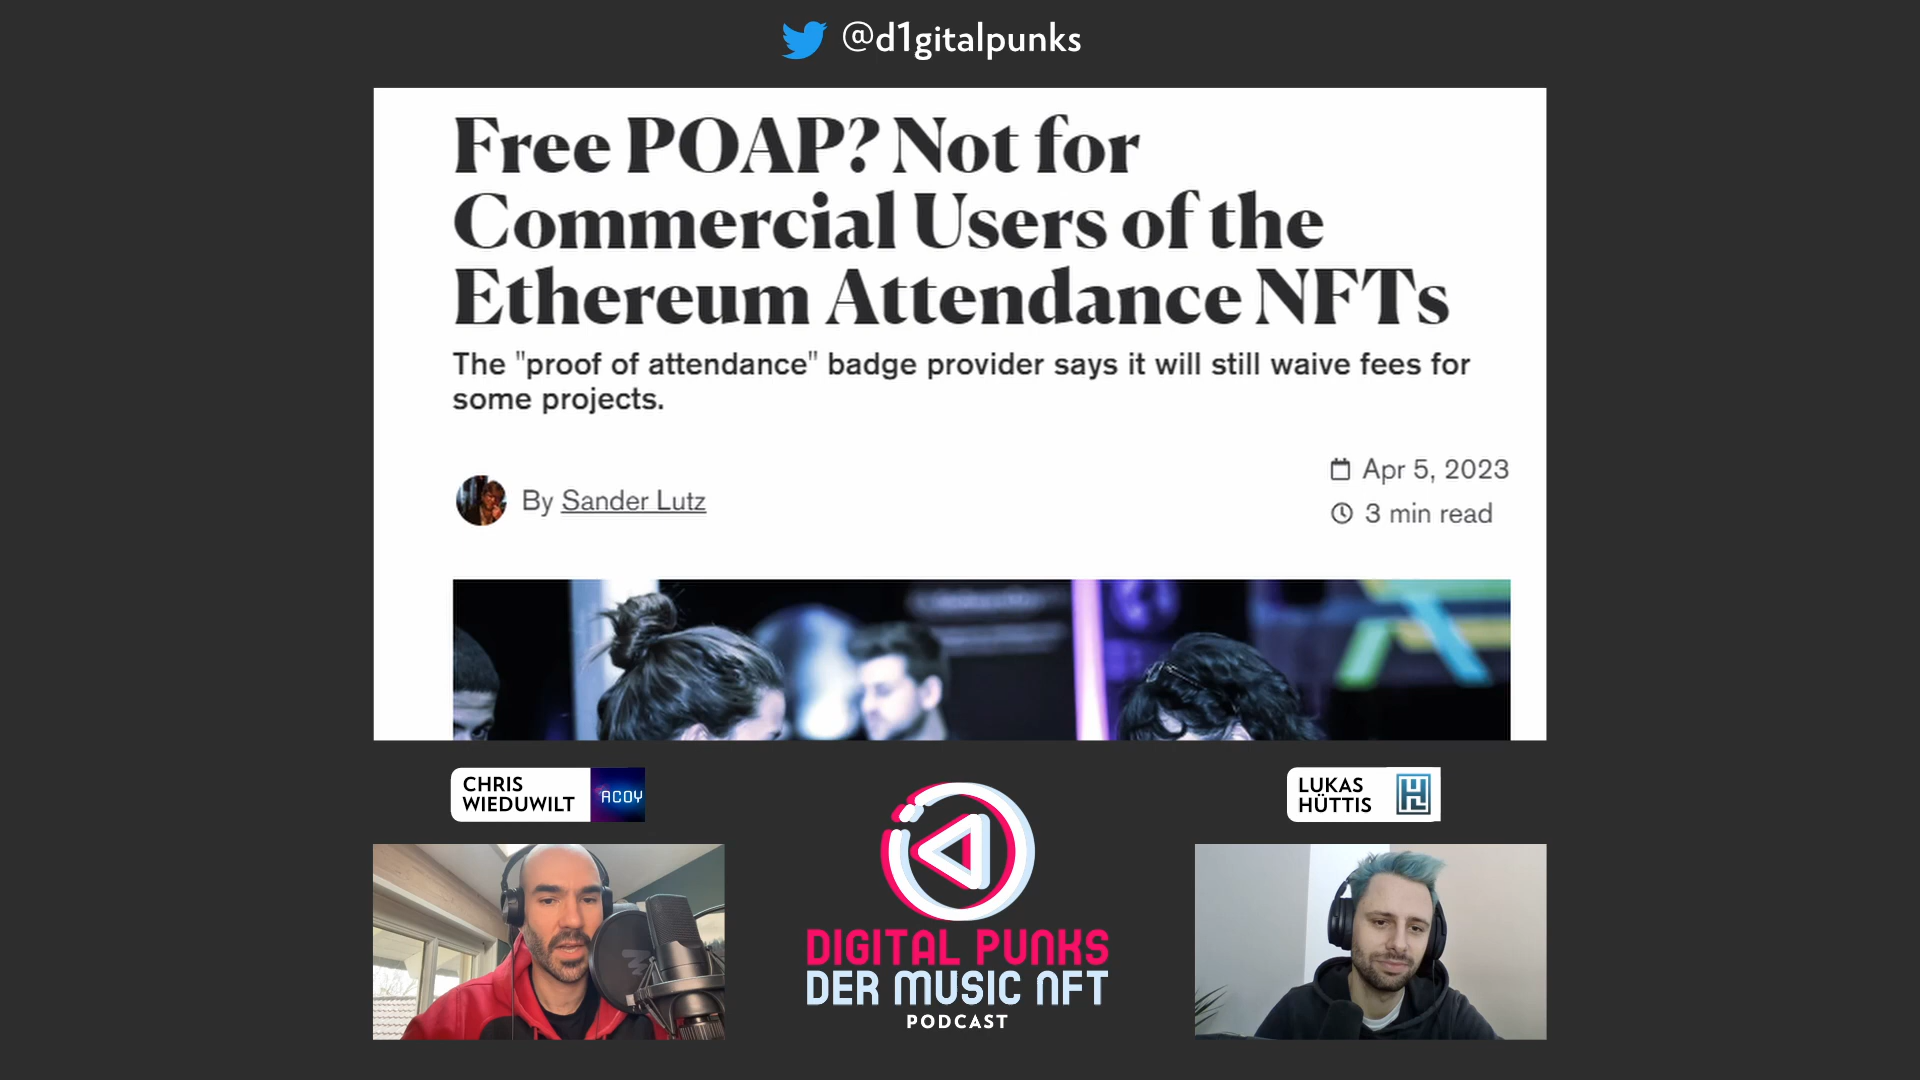 @d1gitalpunks
Free POAP? Not for
Commercial Users of the
Ethereum Attendance NFTs
The "proof of attendance" badge provider says it will still waive fees for
some projects.
By Sander Lutz
Apr 5, 2023
3 min read
CHRIS
WIEDUWILT
ACOY
LUKAS
HÜTTIS
DIGITAL PUNKS
DER MUSIC NFT
PODCAST